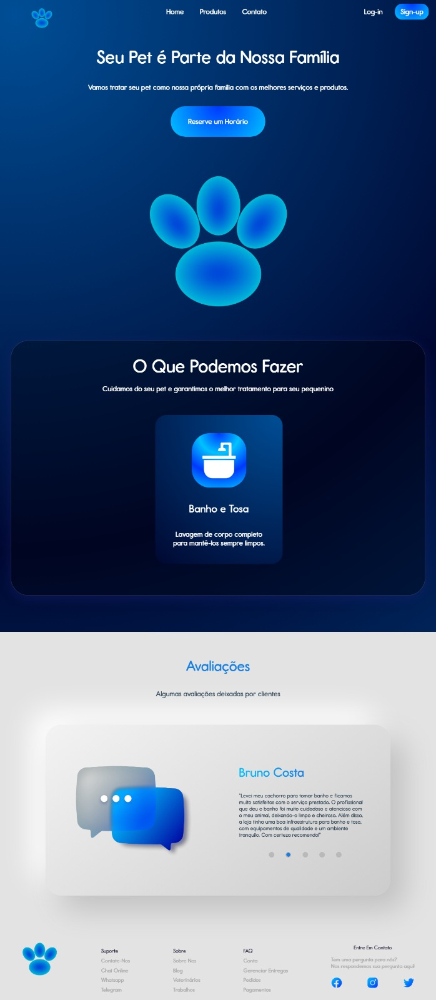 Home Produtos Contato Log-in Sign-up
Seu Pet é Parte da Nossa Família
Vamos tratar seu pet como nossa própria família com os melhores serviços e produtos.
Reserve um Horário
O Que Podemos Fazer
Cuidamos do seu pet e garantimos o melhor tratamento para seu pequenino
Banho e Tosa
Lavagem de corpo completo
para mantê-los sempre limpos.
Avaliações
Algumas avaliações deixadas por clientes
Bruno Costa
"Levei meu cachorro para tomar banho e ficamos
muito satisfeitos com o serviço prestado. O profissional
que deu o banho foi muito cuidadoso e atencioso com
o meu animal, deixando-o limpo e cheiroso. Além disso,
a loja tinha uma boa infraestrutura para banho e tosa,
com equipamentos de qualidade e um ambiente
tranquilo. Com certeza recomendo!"
Suporte
Contate-Nos
Chat Online
Whatsapp
Telegram
Sobre
Sobre Nos
Blog
Veterinários
Trabalhos
FAQ
Conta
Gerenciar Entregas
Pedidos
Pagamentos
Entre Em Contato
Tem uma pergunta para nós?
Nos respondemos sua pergunta aqui!